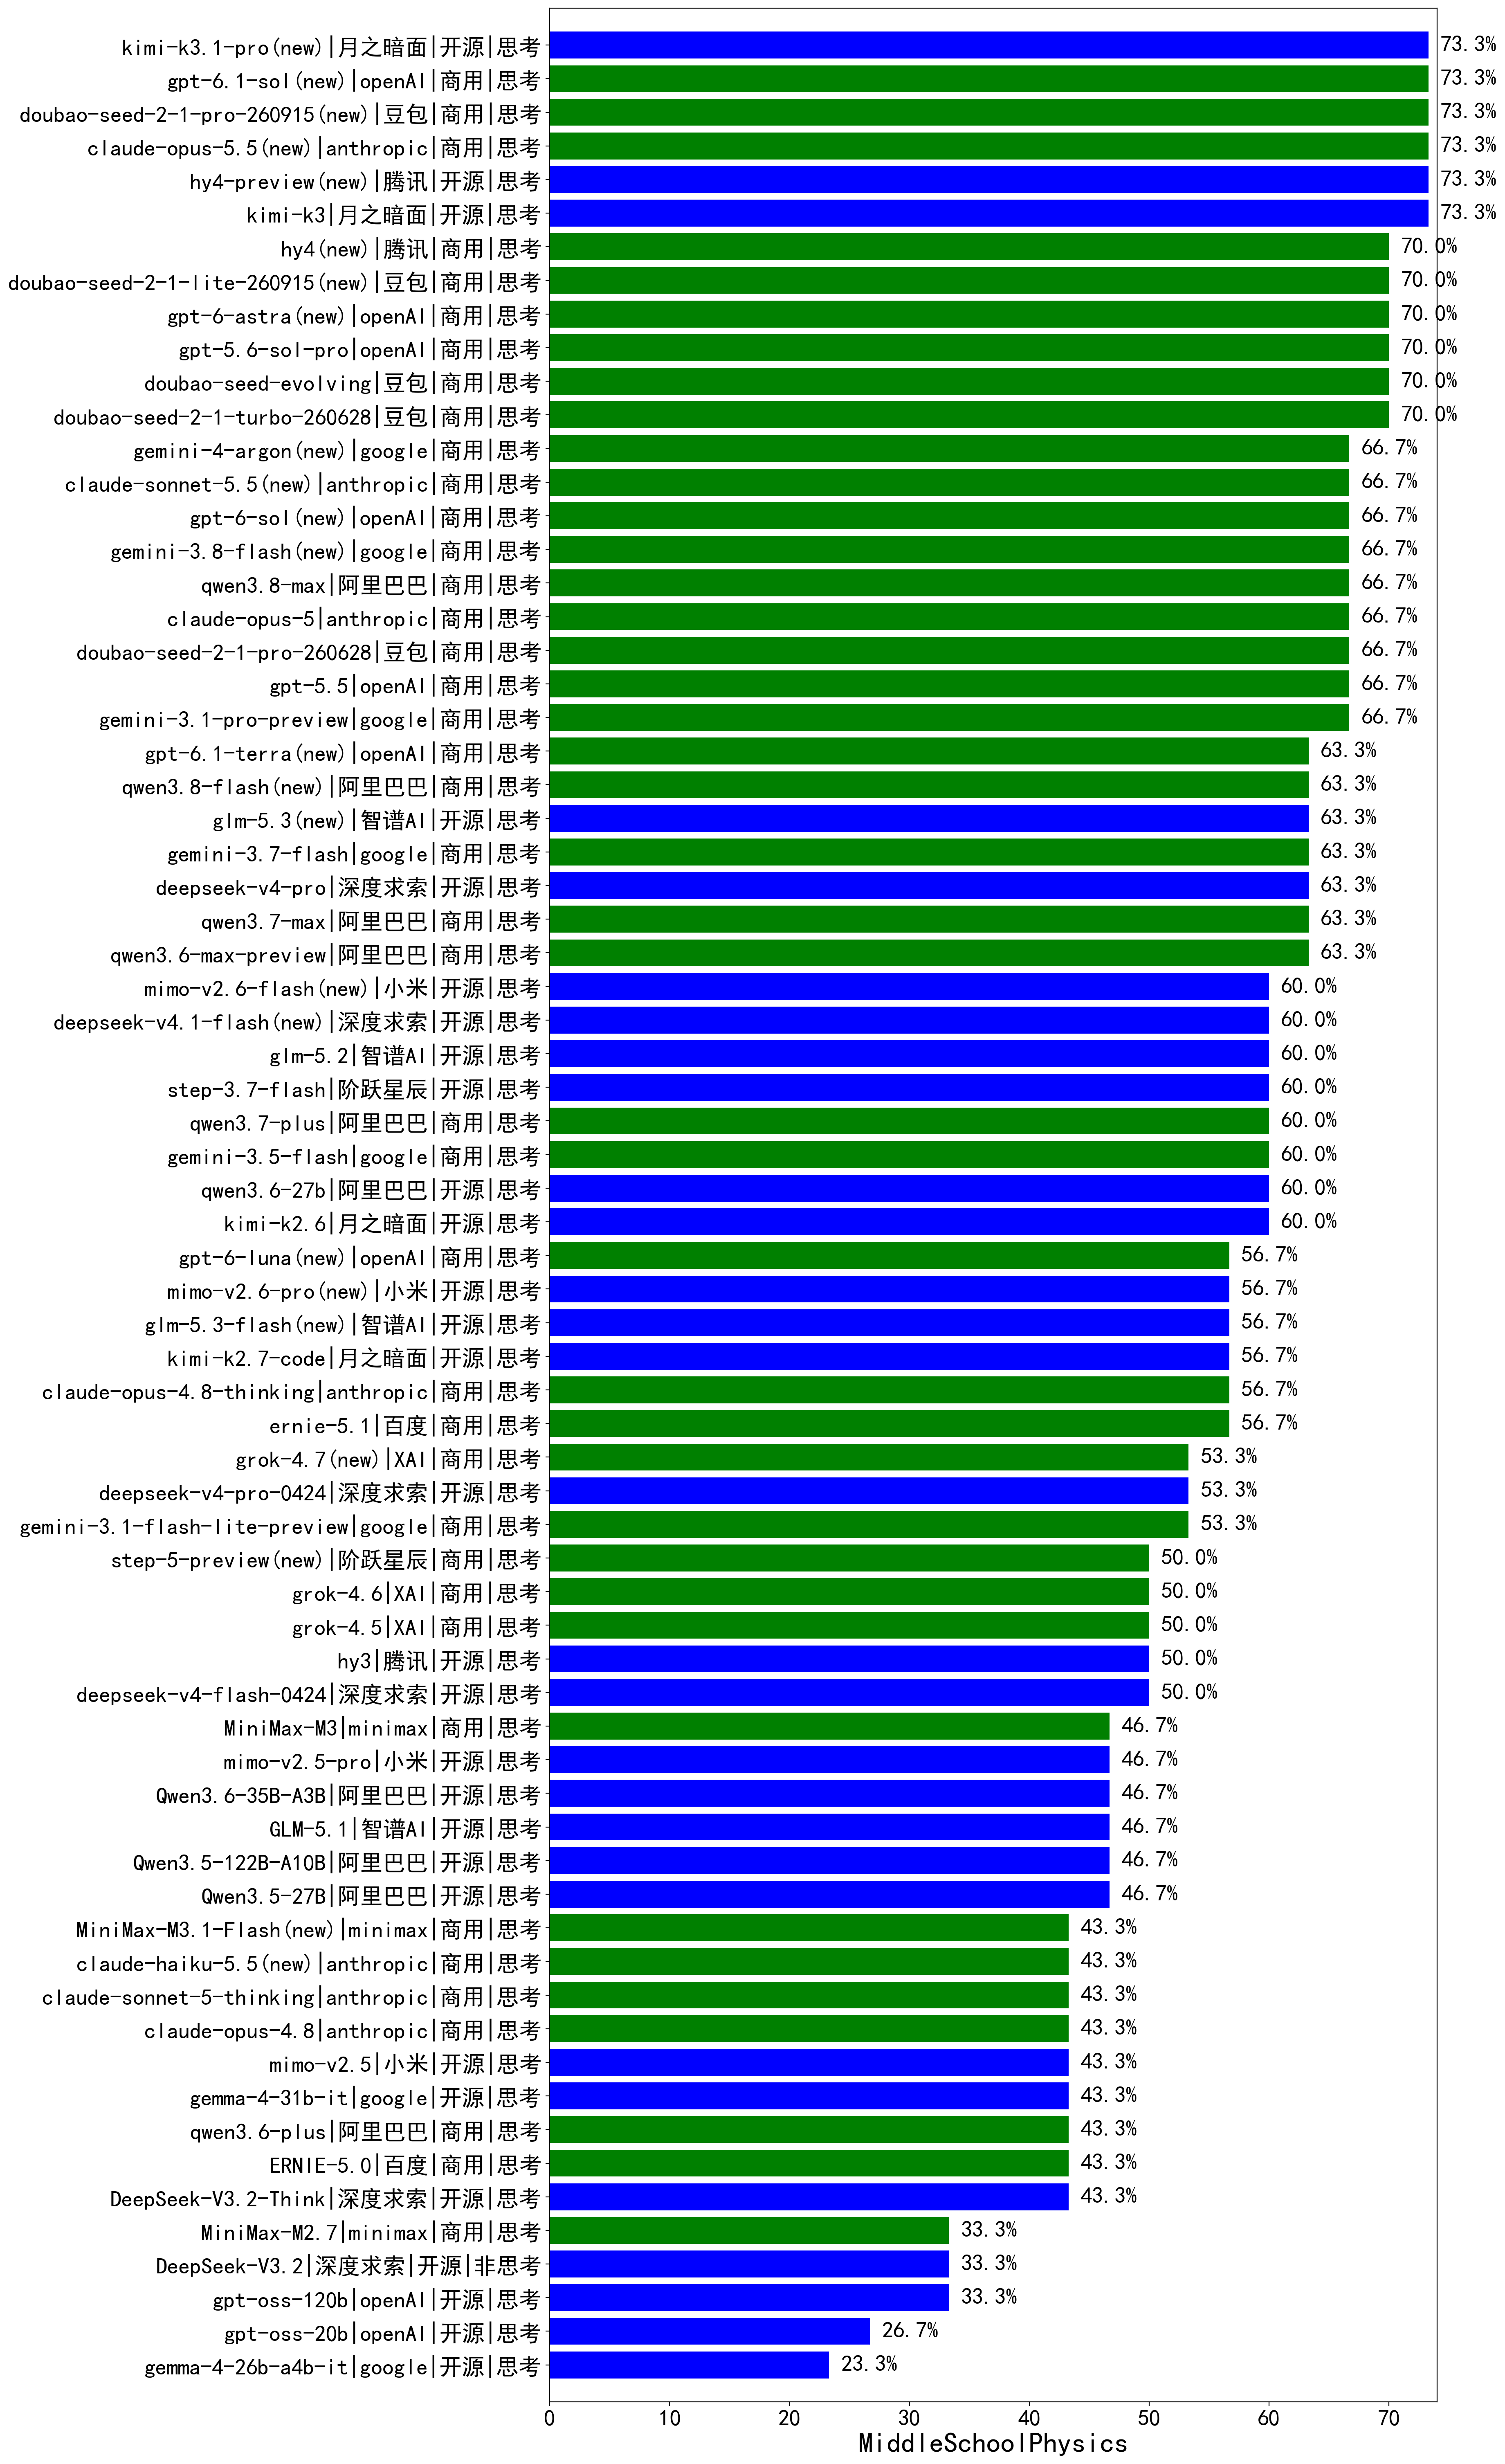 kimi-k3.1-pro(new)|月之暗面|开源|思考 73.3%
gpt-6.1-sol(new)|openAI|商用|思考 73.3%
doubao-seed-2-1-pro-260915(new)|豆包|商用|思考 73.3%
claude-opus-5.5(new)|anthropic|商用|思考 73.3%
hy4-preview(new)|腾讯|开源|思考 73.3%
kimi-k3|月之暗面|开源|思考 73.3%
hy4(new)|腾讯|商用|思考 70.0%
doubao-seed-2-1-lite-260915(new)|豆包|商用|思考 70.0%
gpt-6-astra(new)|openAI|商用|思考 70.0%
gpt-5.6-sol-pro|openAI|商用|思考 70.0%
doubao-seed-evolving|豆包|商用|思考 70.0%
doubao-seed-2-1-turbo-260628|豆包|商用|思考 70.0%
gemini-4-argon(new)|google|商用|思考 66.7%
claude-sonnet-5.5(new)|anthropic|商用|思考 66.7%
gpt-6-sol(new)|openAI|商用|思考 66.7%
gemini-3.8-flash(new)|google|商用|思考 66.7%
qwen3.8-max|阿里巴巴|商用|思考 66.7%
claude-opus-5|anthropic|商用|思考 66.7%
doubao-seed-2-1-pro-260628|豆包|商用|思考 66.7%
gpt-5.5|openAI|商用|思考 66.7%
gemini-3.1-pro-preview|google|商用|思考 66.7%
gpt-6.1-terra(new)|openAI|商用|思考 63.3%
qwen3.8-flash(new)|阿里巴巴|商用|思考 63.3%
glm-5.3(new)|智谱AI|开源|思考 63.3%
gemini-3.7-flash|google|商用|思考 63.3%
deepseek-v4-pro|深度求索|开源|思考 63.3%
qwen3.7-max|阿里巴巴|商用|思考 63.3%
qwen3.6-max-preview|阿里巴巴|商用|思考 63.3%
mimo-v2.6-flash(new)|小米|开源|思考 60.0%
deepseek-v4.1-flash(new)|深度求索|开源|思考 60.0%
glm-5.2|智谱AI|开源|思考 60.0%
step-3.7-flash|阶跃星辰|开源|思考 60.0%
qwen3.7-plus|阿里巴巴|商用|思考 60.0%
gemini-3.5-flash|google|商用|思考 60.0%
qwen3.6-27b|阿里巴巴|开源|思考 60.0%
kimi-k2.6|月之暗面|开源|思考 60.0%
gpt-6-luna(new)|openAI|商用|思考 56.7%
mimo-v2.6-pro(new)|小米|开源|思考 56.7%
glm-5.3-flash(new)|智谱AI|开源|思考 56.7%
kimi-k2.7-code|月之暗面|开源|思考 56.7%
claude-opus-4.8-thinking|anthropic|商用|思考 56.7%
ernie-5.1|百度|商用|思考 56.7%
grok-4.7(new)|XAI|商用|思考 53.3%
deepseek-v4-pro-0424|深度求索|开源|思考 53.3%
gemini-3.1-flash-lite-preview|google|商用|思考 53.3%
step-5-preview(new)|阶跃星辰|商用|思考 50.0%
grok-4.6|XAI|商用|思考 50.0%
grok-4.5|XAI|商用|思考 50.0%
hy3|腾讯|开源|思考 50.0%
deepseek-v4-flash-0424|深度求索|开源|思考 50.0%
MiniMax-M3|minimax|商用|思考 46.7%
mimo-v2.5-pro|小米|开源|思考 46.7%
Qwen3.6-35B-A3B|阿里巴巴|开源|思考 46.7%
GLM-5.1|智谱AI|开源|思考 46.7%
Qwen3.5-122B-A10B|阿里巴巴|开源|思考 46.7%
Qwen3.5-27B|阿里巴巴|开源|思考 46.7%
MiniMax-M3.1-Flash(new)|minimax|商用|思考 43.3%
claude-haiku-5.5(new)|anthropic|商用|思考 43.3%
claude-sonnet-5-thinking|anthropic|商用|思考 43.3%
claude-opus-4.8|anthropic|商用|思考 43.3%
mimo-v2.5|小米|开源|思考 43.3%
gemma-4-31b-it|google|开源|思考 43.3%
qwen3.6-plus|阿里巴巴|商用|思考 43.3%
ERNIE-5.0|百度|商用|思考 43.3%
DeepSeek-V3.2-Think|深度求索|开源|思考 43.3%
MiniMax-M2.7|minimax|商用|思考 33.3%
DeepSeek-V3.2|深度求索|开源|非思考 33.3%
gpt-oss-120b|openAI|开源|思考 33.3%
gpt-oss-20b|openAI|开源|思考 26.7%
gemma-4-26b-a4b-it|google|开源|思考 23.3%
0 10 20 30 40 50 60 70
MiddleSchoolPhysics